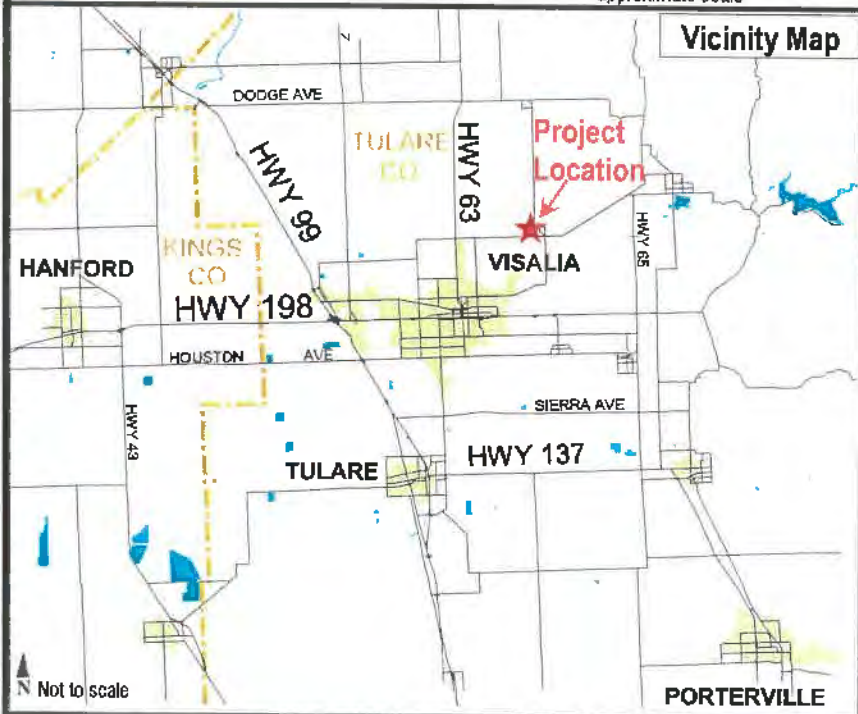 Vicinity Map
DODGE AVE
HWY 99
TULARE
CO
HWY 63
Project
Location
KINGS
CO
HANFORD
HWY 198
VISALIA
HWY 65
HOUSTON AVE
SIERRA AVE
HWY 43
TULARE
HWY 137
N Not to scale
PORTERVILLE